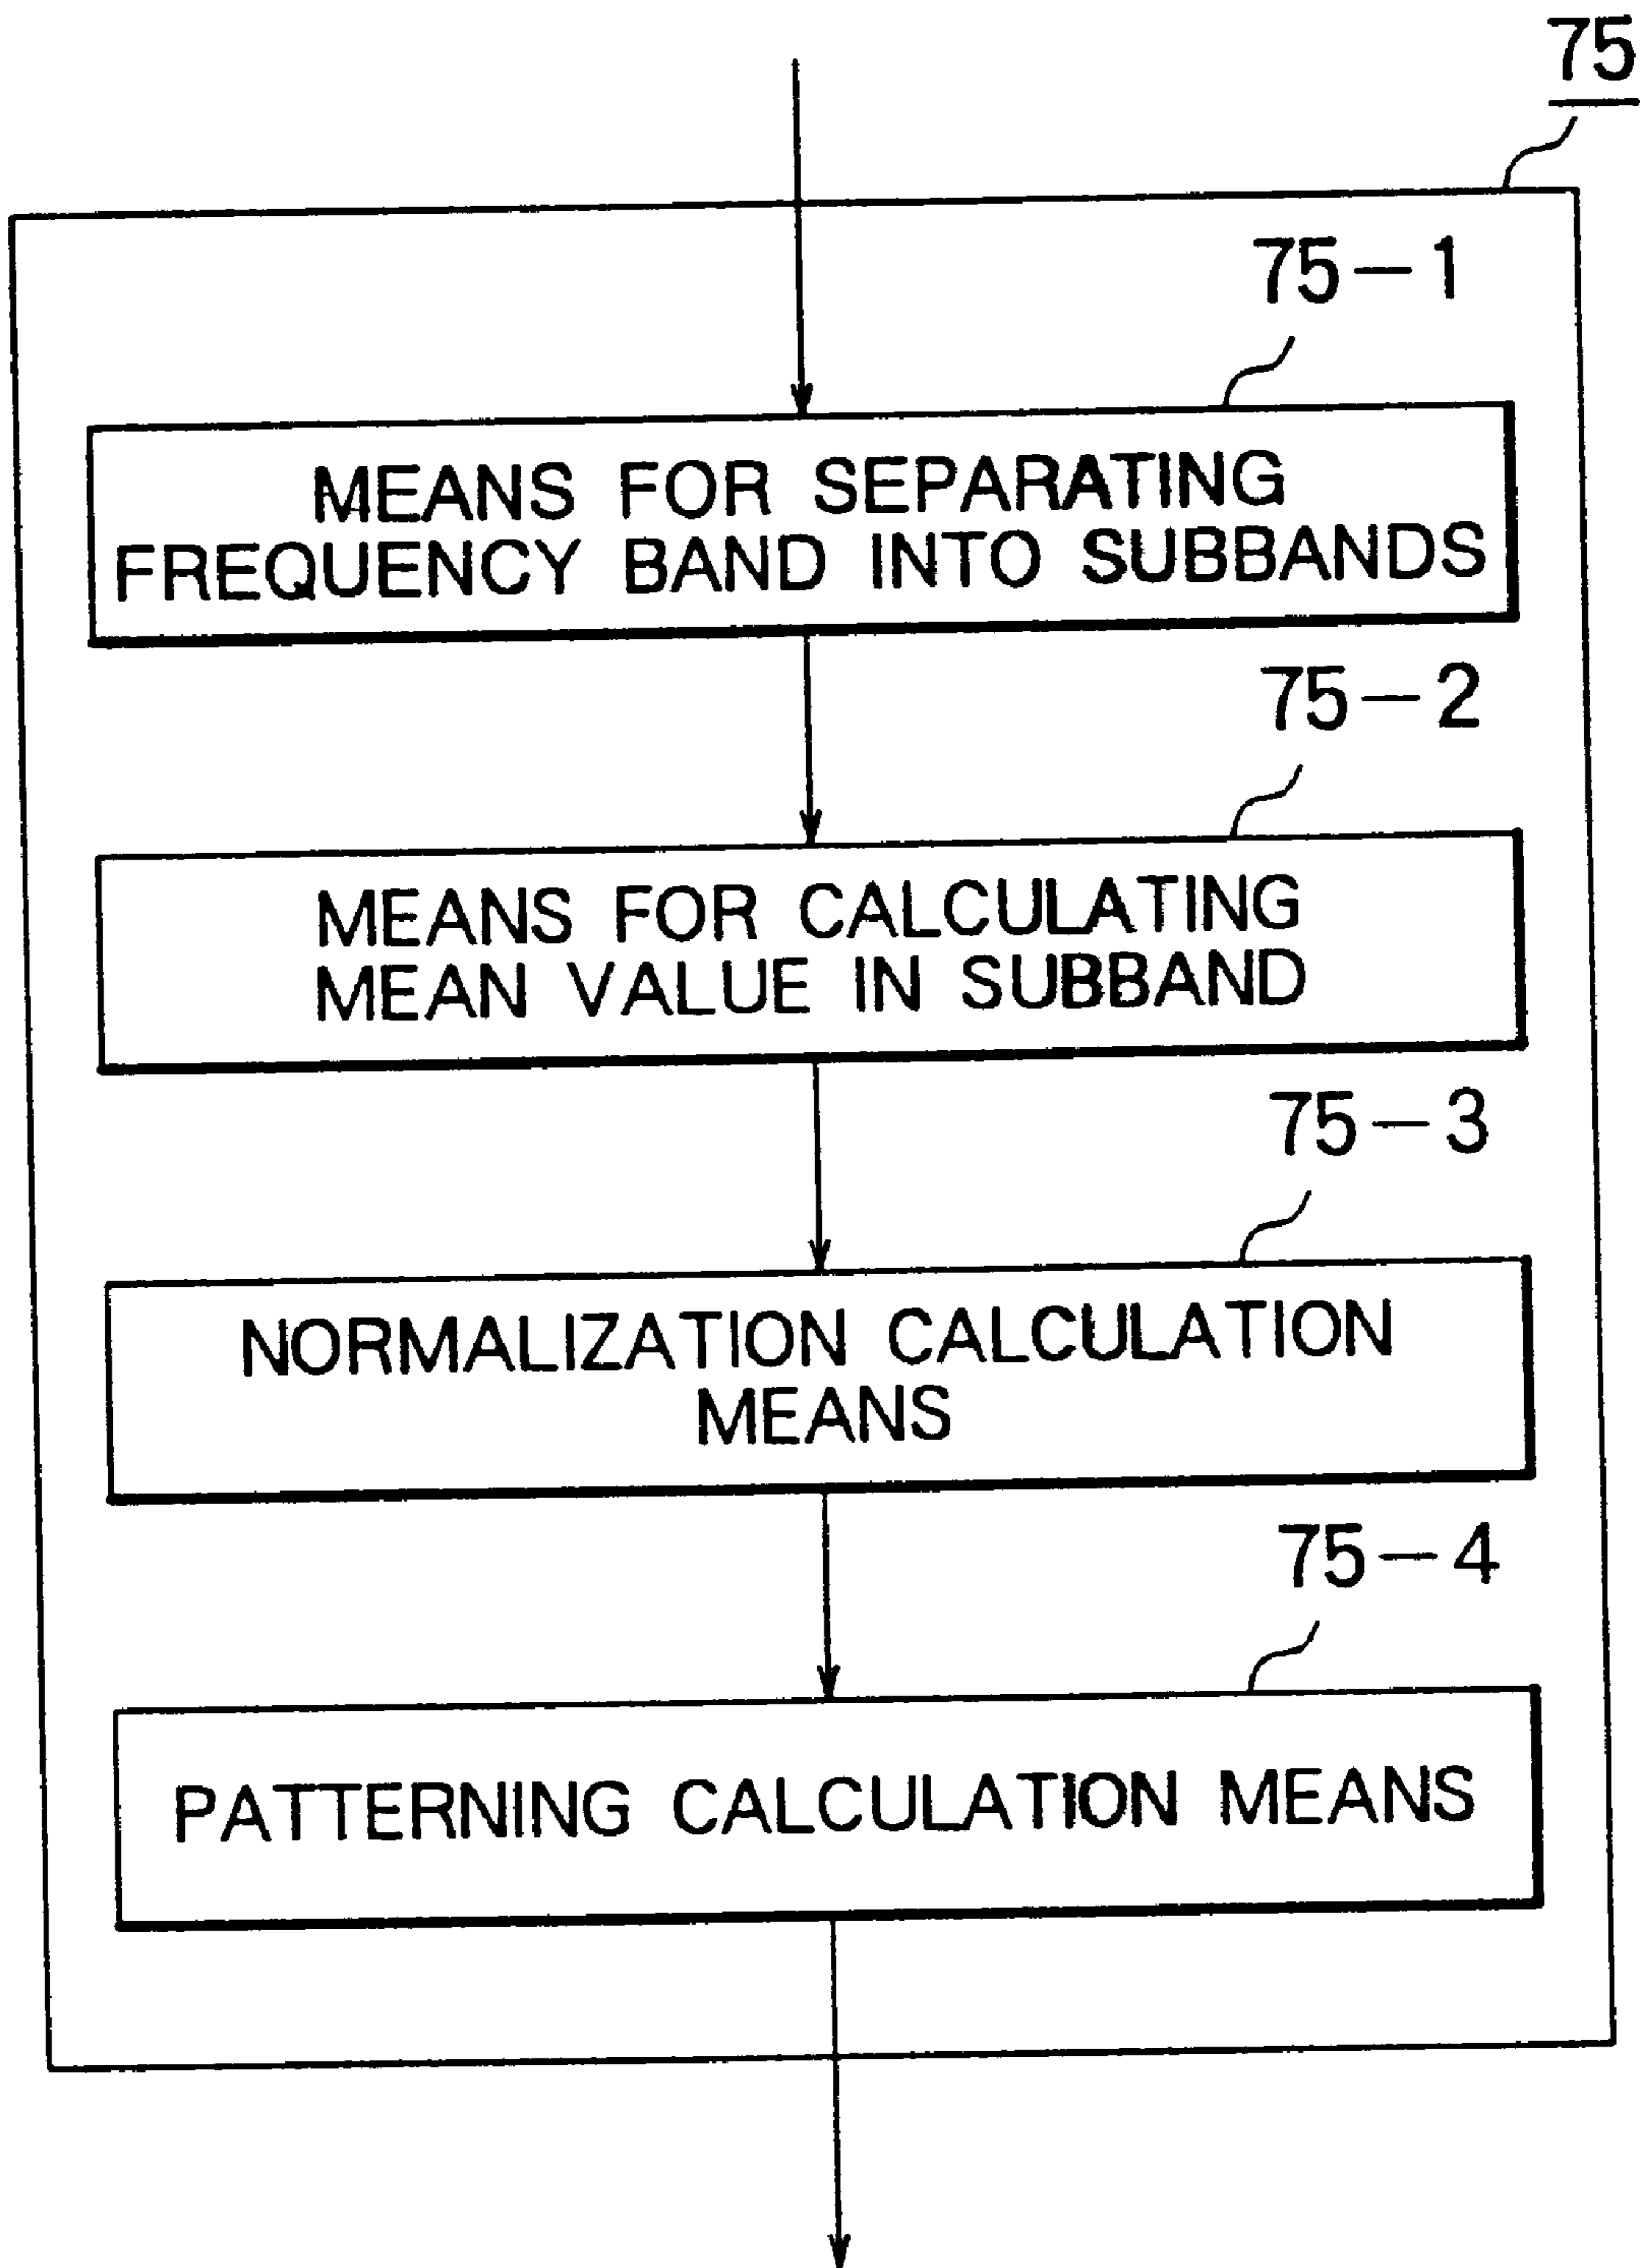 75
75-1
MEANS FOR SEPARATING
FREQUENCY BAND INTO SUBBANDS
75-2
MEANS FOR CALCULATING
MEAN VALUE IN SUBBAND
75-3
NORMALIZATION CALCULATION
MEANS
75-4
PATTERNING CALCULATION MEANS